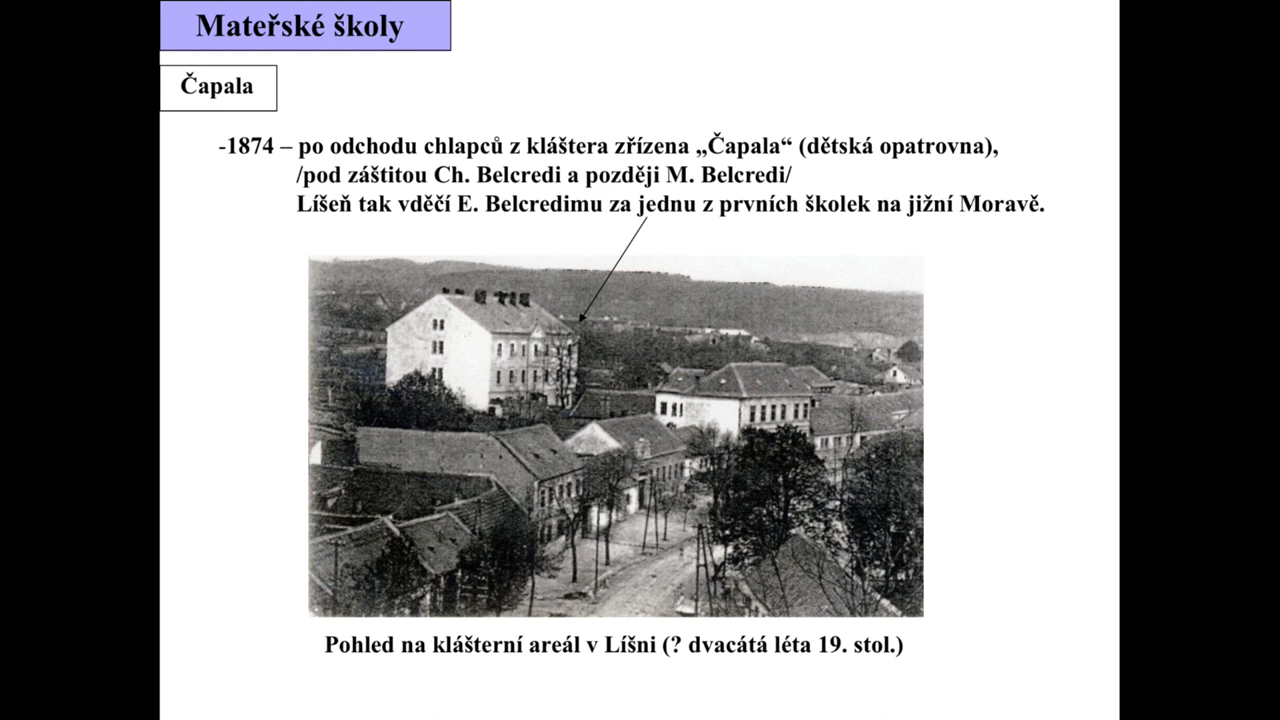 Mateřské školy
Čapala
-1874 – po odchodu chlapců z kláštera zřízena „Čapala“ (dětská opatrovna),
/pod záštitou Ch. Belcredi a později M. Belcredi/
Líšeň tak vděčí E. Belcredimu za jednu z prvních školek na jižní Moravě.
Pohled na klášterní areál v Líšni (? dvacátá léta 19. stol.)